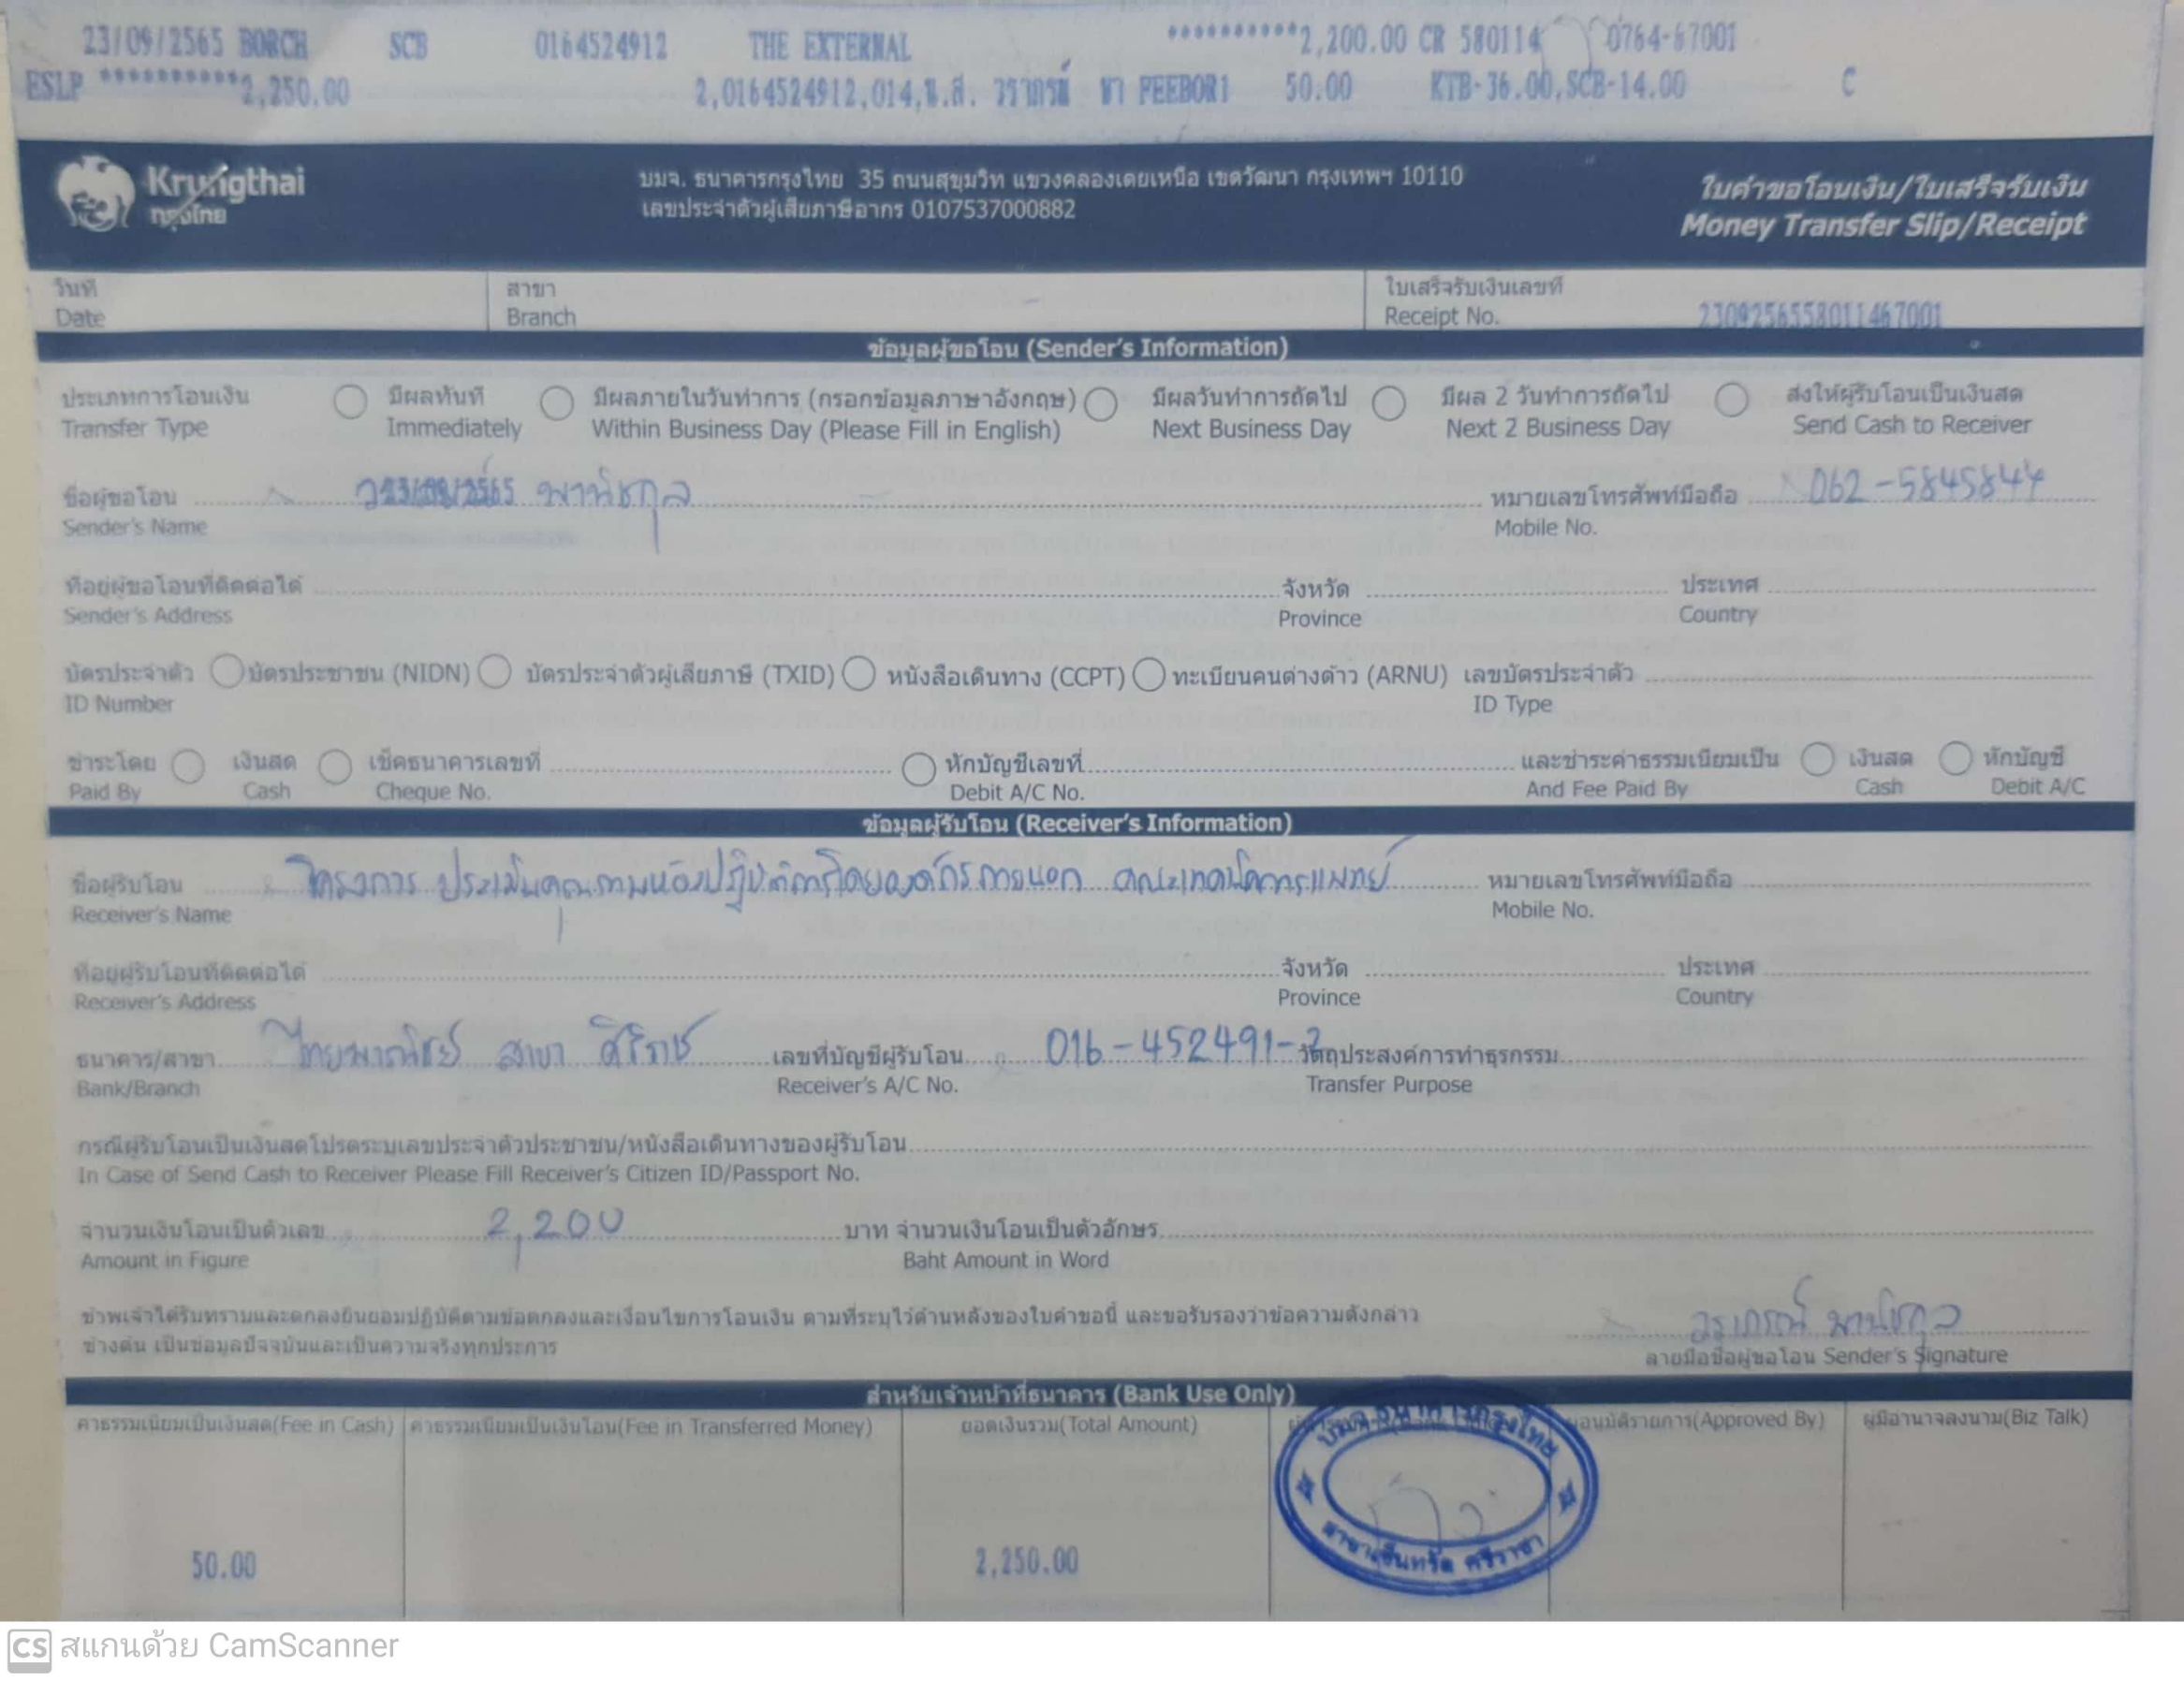 23/09/2565 BORCH SCB 0164524912 THE EXTERNAL **********2,200.00 CR 580114 0764-67001
ESLP **********2,250.00 2,0164524912,014,น.ส. วราภรณ์ พา PEEBOR1 50.00 KTB-36.00,SCB-14.00 C
Krungthai
กรุงไทย
บมจ. ธนาคารกรุงไทย 35 ถนนสุขุมวิท แขวงคลองเตยเหนือ เขตวัฒนา กรุงเทพฯ 10110
เลขประจำตัวผู้เสียภาษีอากร 0107537000882
ใบคำขอโอนเงิน/ใบเสร็จรับเงิน
Money Transfer Slip/Receipt
วันที่ สาขา ใบเสร็จรับเงินเลขที่
Date Branch Receipt No. 2309256558011467001
ข้อมูลผู้ขอโอน (Sender's Information)
ประเภทการโอนเงิน มีผลทันที มีผลภายในวันทำการ (กรอกข้อมูลภาษาอังกฤษ) มีผลวันทำการถัดไป มีผล 2 วันทำการถัดไป ส่งให้ผู้รับโอนเป็นเงินสด
Transfer Type Immediately Within Business Day (Please Fill in English) Next Business Day Next 2 Business Day Send Cash to Receiver
ชื่อผู้ขอโอน พานิชกุล หมายเลขโทรศัพท์มือถือ 062-5845844
Sender's Name Mobile No.
ที่อยู่ผู้ขอโอนที่ติดต่อได้ จังหวัด ประเทศ
Sender's Address Province Country
บัตรประจำตัว บัตรประชาชน (NIDN) บัตรประจำตัวผู้เสียภาษี (TXID) หนังสือเดินทาง (CCPT) ทะเบียนคนต่างด้าว (ARNU) เลขบัตรประจำตัว
ID Number ID Type
ชำระโดย เงินสด เช็คธนาคารเลขที่ หักบัญชีเลขที่ และชำระค่าธรรมเนียมเป็น เงินสด หักบัญชี
Paid By Cash Cheque No. Debit A/C No. And Fee Paid By Cash Debit A/C
ข้อมูลผู้รับโอน (Receiver's Information)
ชื่อผู้รับโอน โครงการ ประเมินคุณภาพห้องปฏิบัติการโดยองค์กรภายนอก คณะเทคนิคการแพทย์ หมายเลขโทรศัพท์มือถือ
Receiver's Name Mobile No.
ที่อยู่ผู้รับโอนที่ติดต่อได้ จังหวัด ประเทศ
Receiver's Address Province Country
ธนาคาร/สาขา ไทยพาณิชย์ สาขา ศิริราช เลขที่บัญชีผู้รับโอน 016-452491-2 วัตถุประสงค์การทำธุรกรรม
Bank/Branch Receiver's A/C No. Transfer Purpose
กรณีผู้รับโอนเป็นเงินสดโปรดระบุเลขประจำตัวประชาชน/หนังสือเดินทางของผู้รับโอน
In Case of Send Cash to Receiver Please Fill Receiver's Citizen ID/Passport No.
จำนวนเงินโอนเป็นตัวเลข 2,200 บาท จำนวนเงินโอนเป็นตัวอักษร
Amount in Figure Baht Amount in Word
ข้าพเจ้าได้รับทราบและตกลงยินยอมปฏิบัติตามข้อตกลงและเงื่อนไขการโอนเงิน ตามที่ระบุไว้ด้านหลังของใบคำขอนี้ และขอรับรองว่าข้อความดังกล่าว
ข้างต้น เป็นข้อมูลปัจจุบันและเป็นความจริงทุกประการ
วราภรณ์ พานิชกุล
ลายมือชื่อผู้ขอโอน Sender's Signature
สำหรับเจ้าหน้าที่ธนาคาร (Bank Use Only)
ค่าธรรมเนียมเป็นเงินสด(Fee in Cash) ค่าธรรมเนียมเป็นเงินโอน(Fee in Transferred Money) ยอดเงินรวม(Total Amount) ผู้อนุมัติรายการ(Approved By) ผู้มีอำนาจลงนาม(Biz Talk)
บมจ. ธนาคารกรุงไทย
50.00 2,250.00
CS สแกนด้วย CamScanner